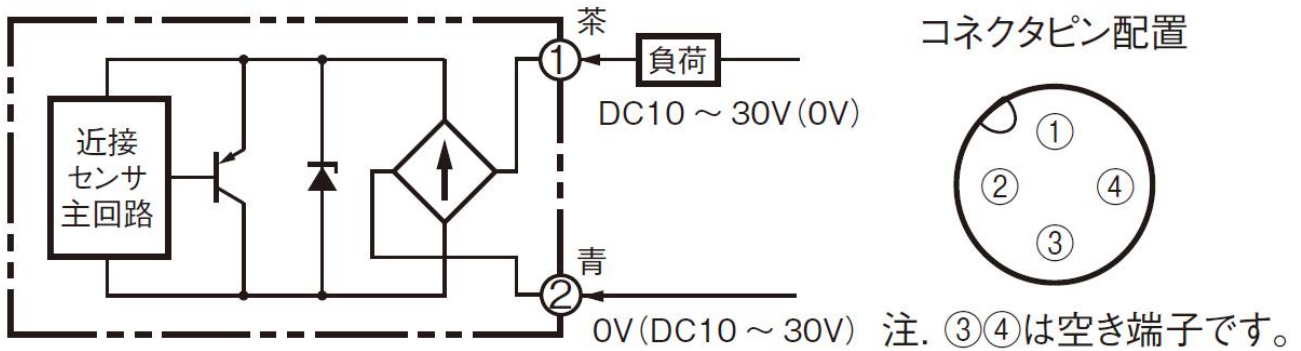 茶
① 負荷
DC10 ～ 30V(0V)
近接
センサ
主回路
青
②
0V(DC10 ～ 30V)
コネクタピン配置
①
② ④
③
注. ③④は空き端子です。